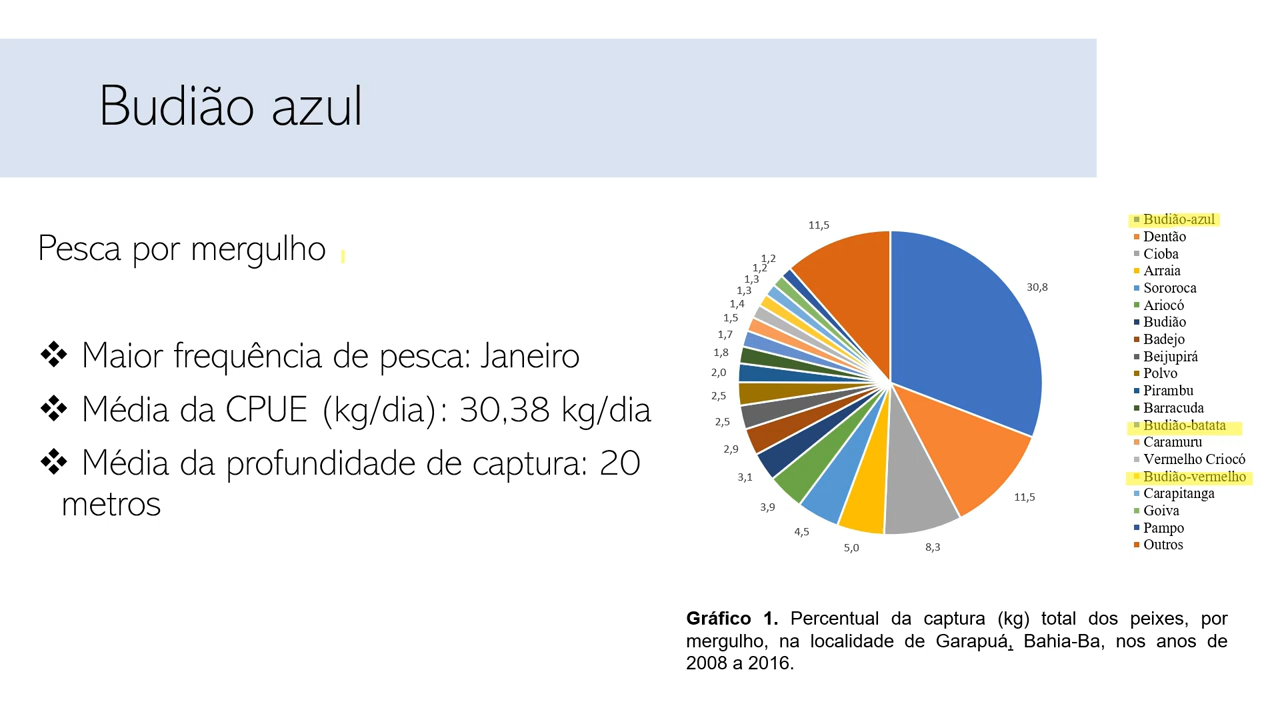 Budião azul
Pesca por mergulho
❖ Maior frequência de pesca: Janeiro
❖ Média da CPUE (kg/dia): 30,38 kg/dia
❖ Média da profundidade de captura: 20
metros
11,5
1,2
1,2
1,3
1,3
1,4
1,5
1,7
1,8
2,0
2,5
2,5
2,9
3,1
3,9
4,5
5,0
8,3
11,5
30,8
Budião-azul
Dentão
Cioba
Arraia
Sororoca
Ariocó
Budião
Badejo
Beijupirá
Polvo
Pirambu
Barracuda
Budião-batata
Caramuru
Vermelho Criocó
Budião-vermelho
Carapitanga
Goiva
Pampo
Outros
Gráfico 1. Percentual da captura (kg) total dos peixes, por
mergulho, na localidade de Garapuá, Bahia-Ba, nos anos de
2008 a 2016.